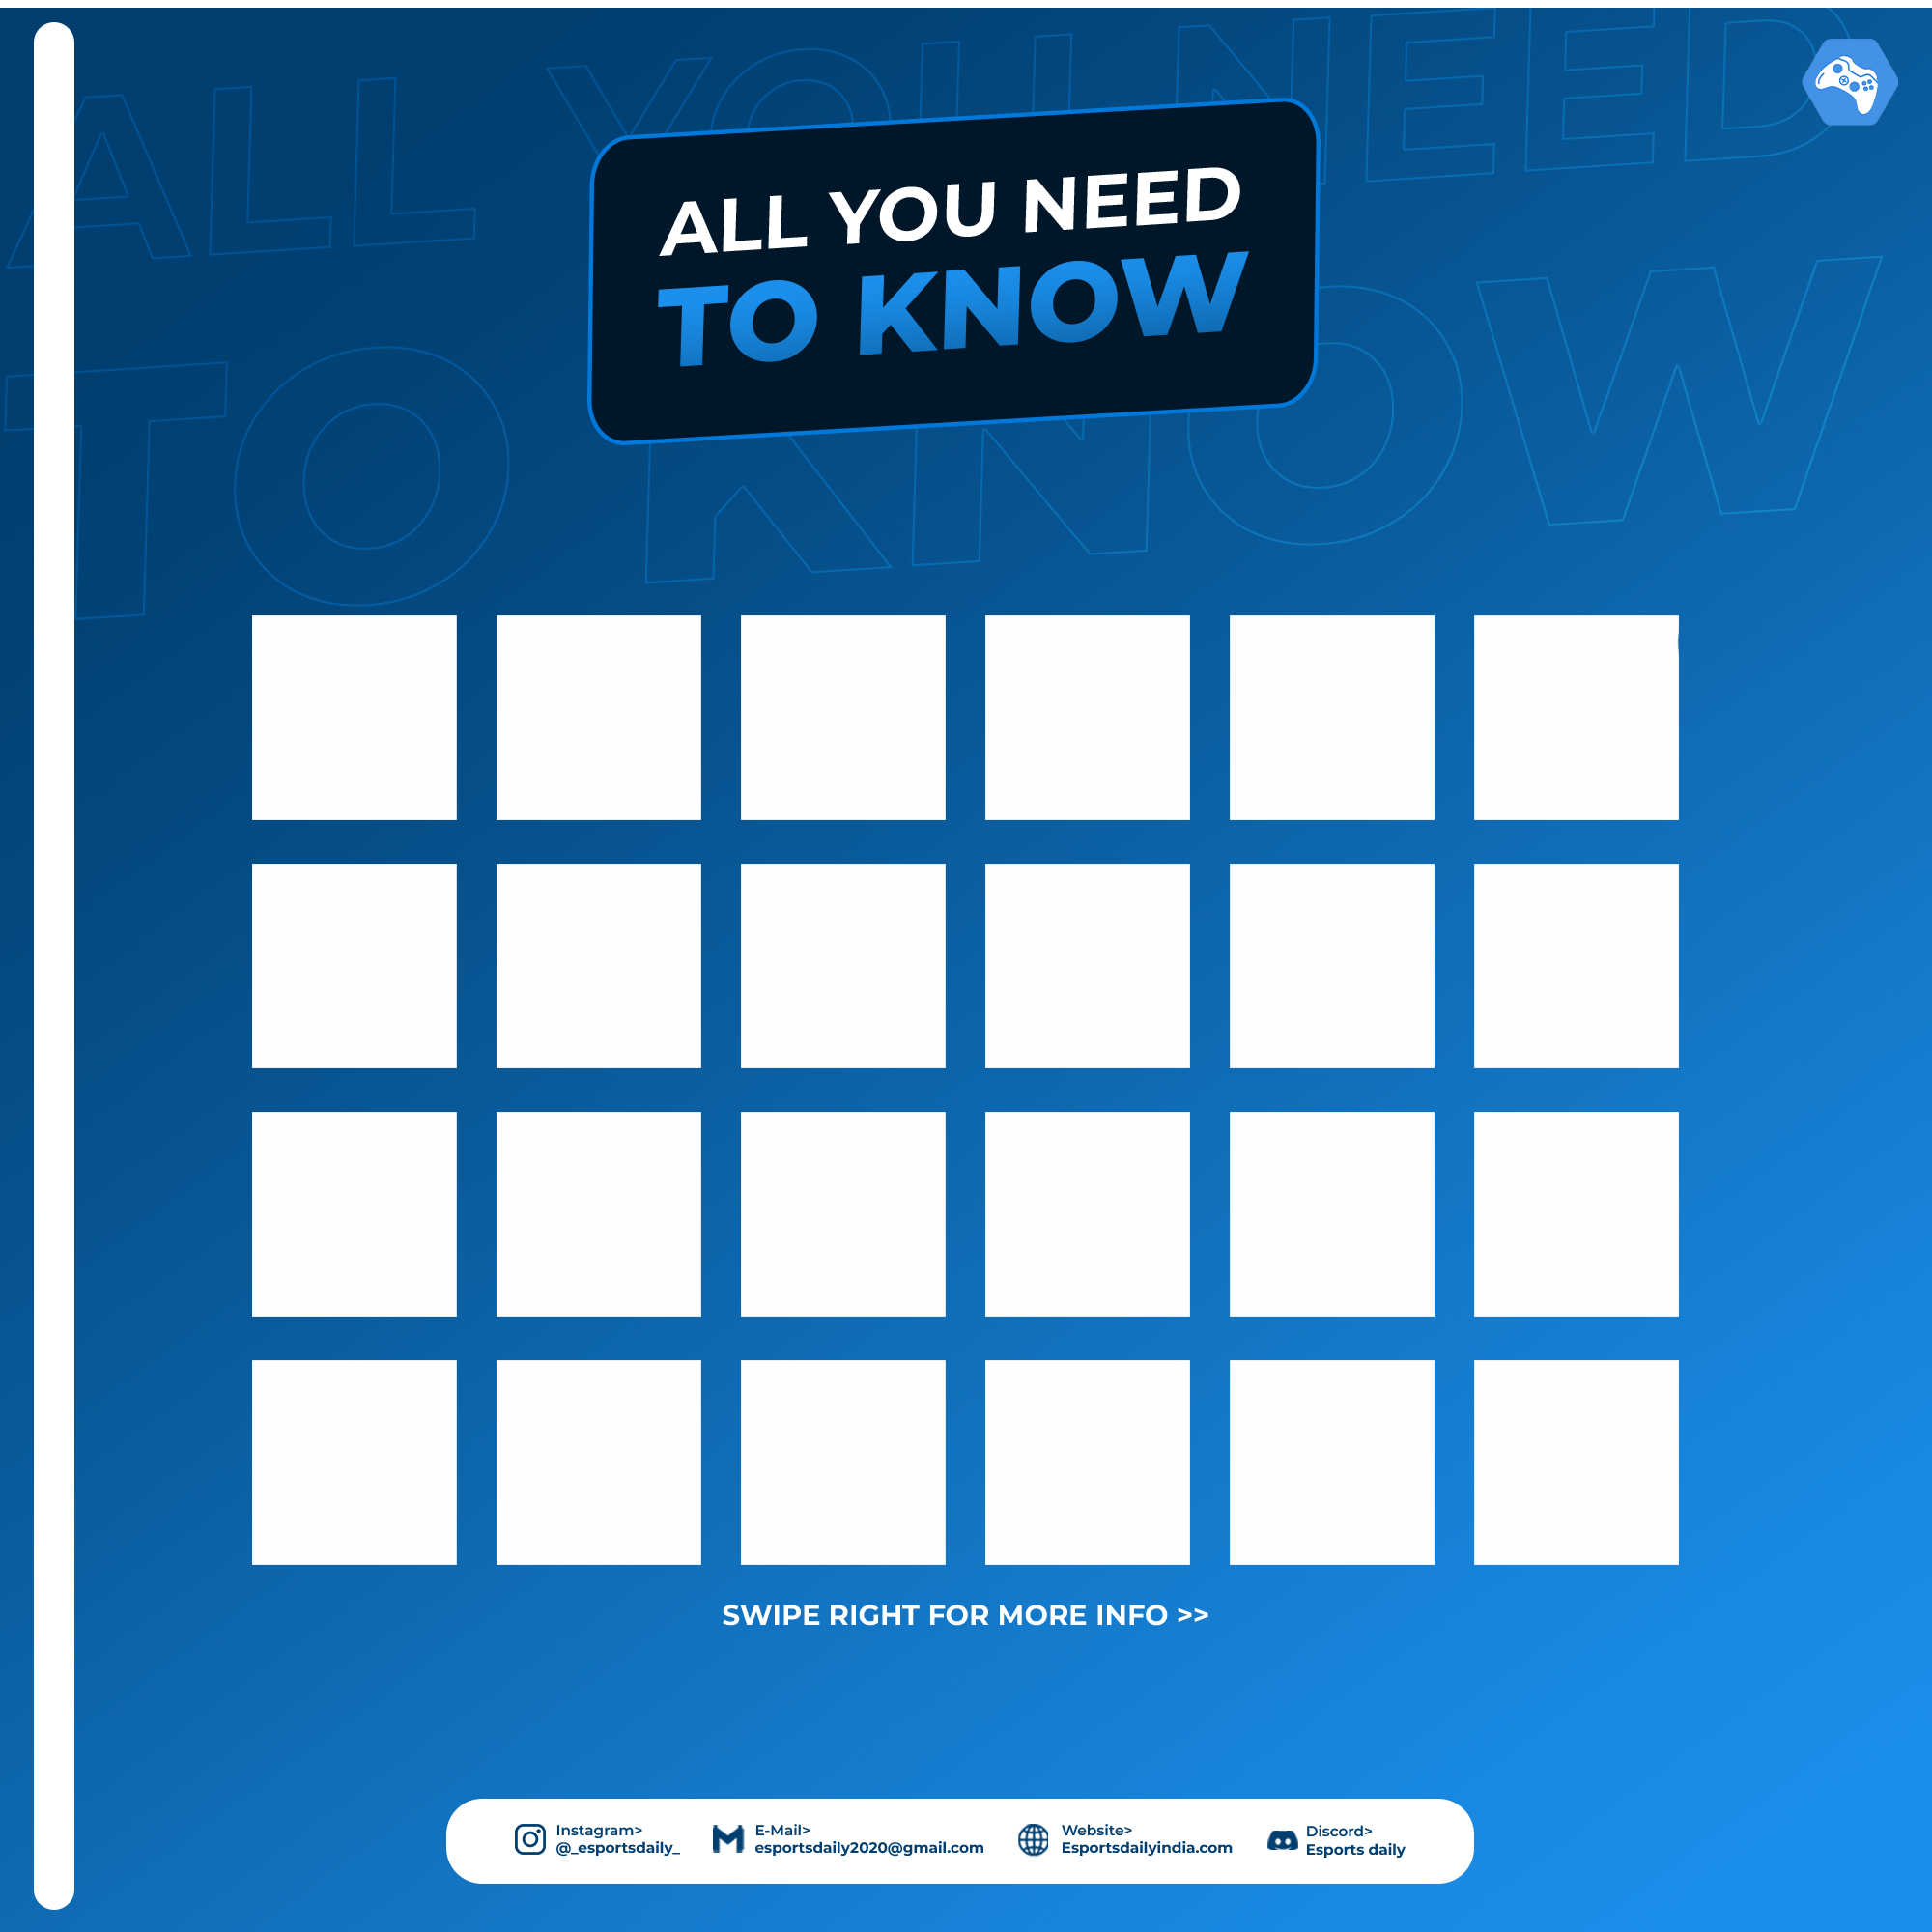 ALL YOU NEED
TO KNOW
ALL YOU NEED
TO KNOW
SWIPE RIGHT FOR MORE INFO >>
Instagram>
@_esportsdaily_
E-Mail>
esportsdaily2020@gmail.com
Website>
Esportsdailyindia.com
Discord>
Esports daily